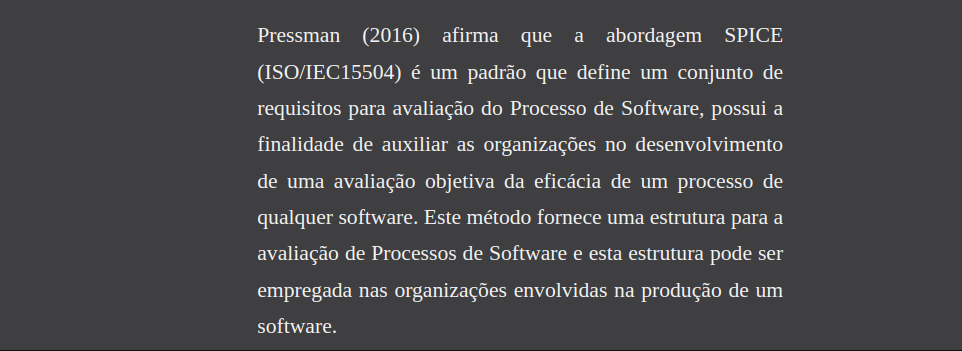 Pressman (2016) afirma que a abordagem SPICE
(ISO/IEC15504) é um padrão que define um conjunto de
requisitos para avaliação do Processo de Software, possui a
finalidade de auxiliar as organizações no desenvolvimento
de uma avaliação objetiva da eficácia de um processo de
qualquer software. Este método fornece uma estrutura para a
avaliação de Processos de Software e esta estrutura pode ser
empregada nas organizações envolvidas na produção de um
software.